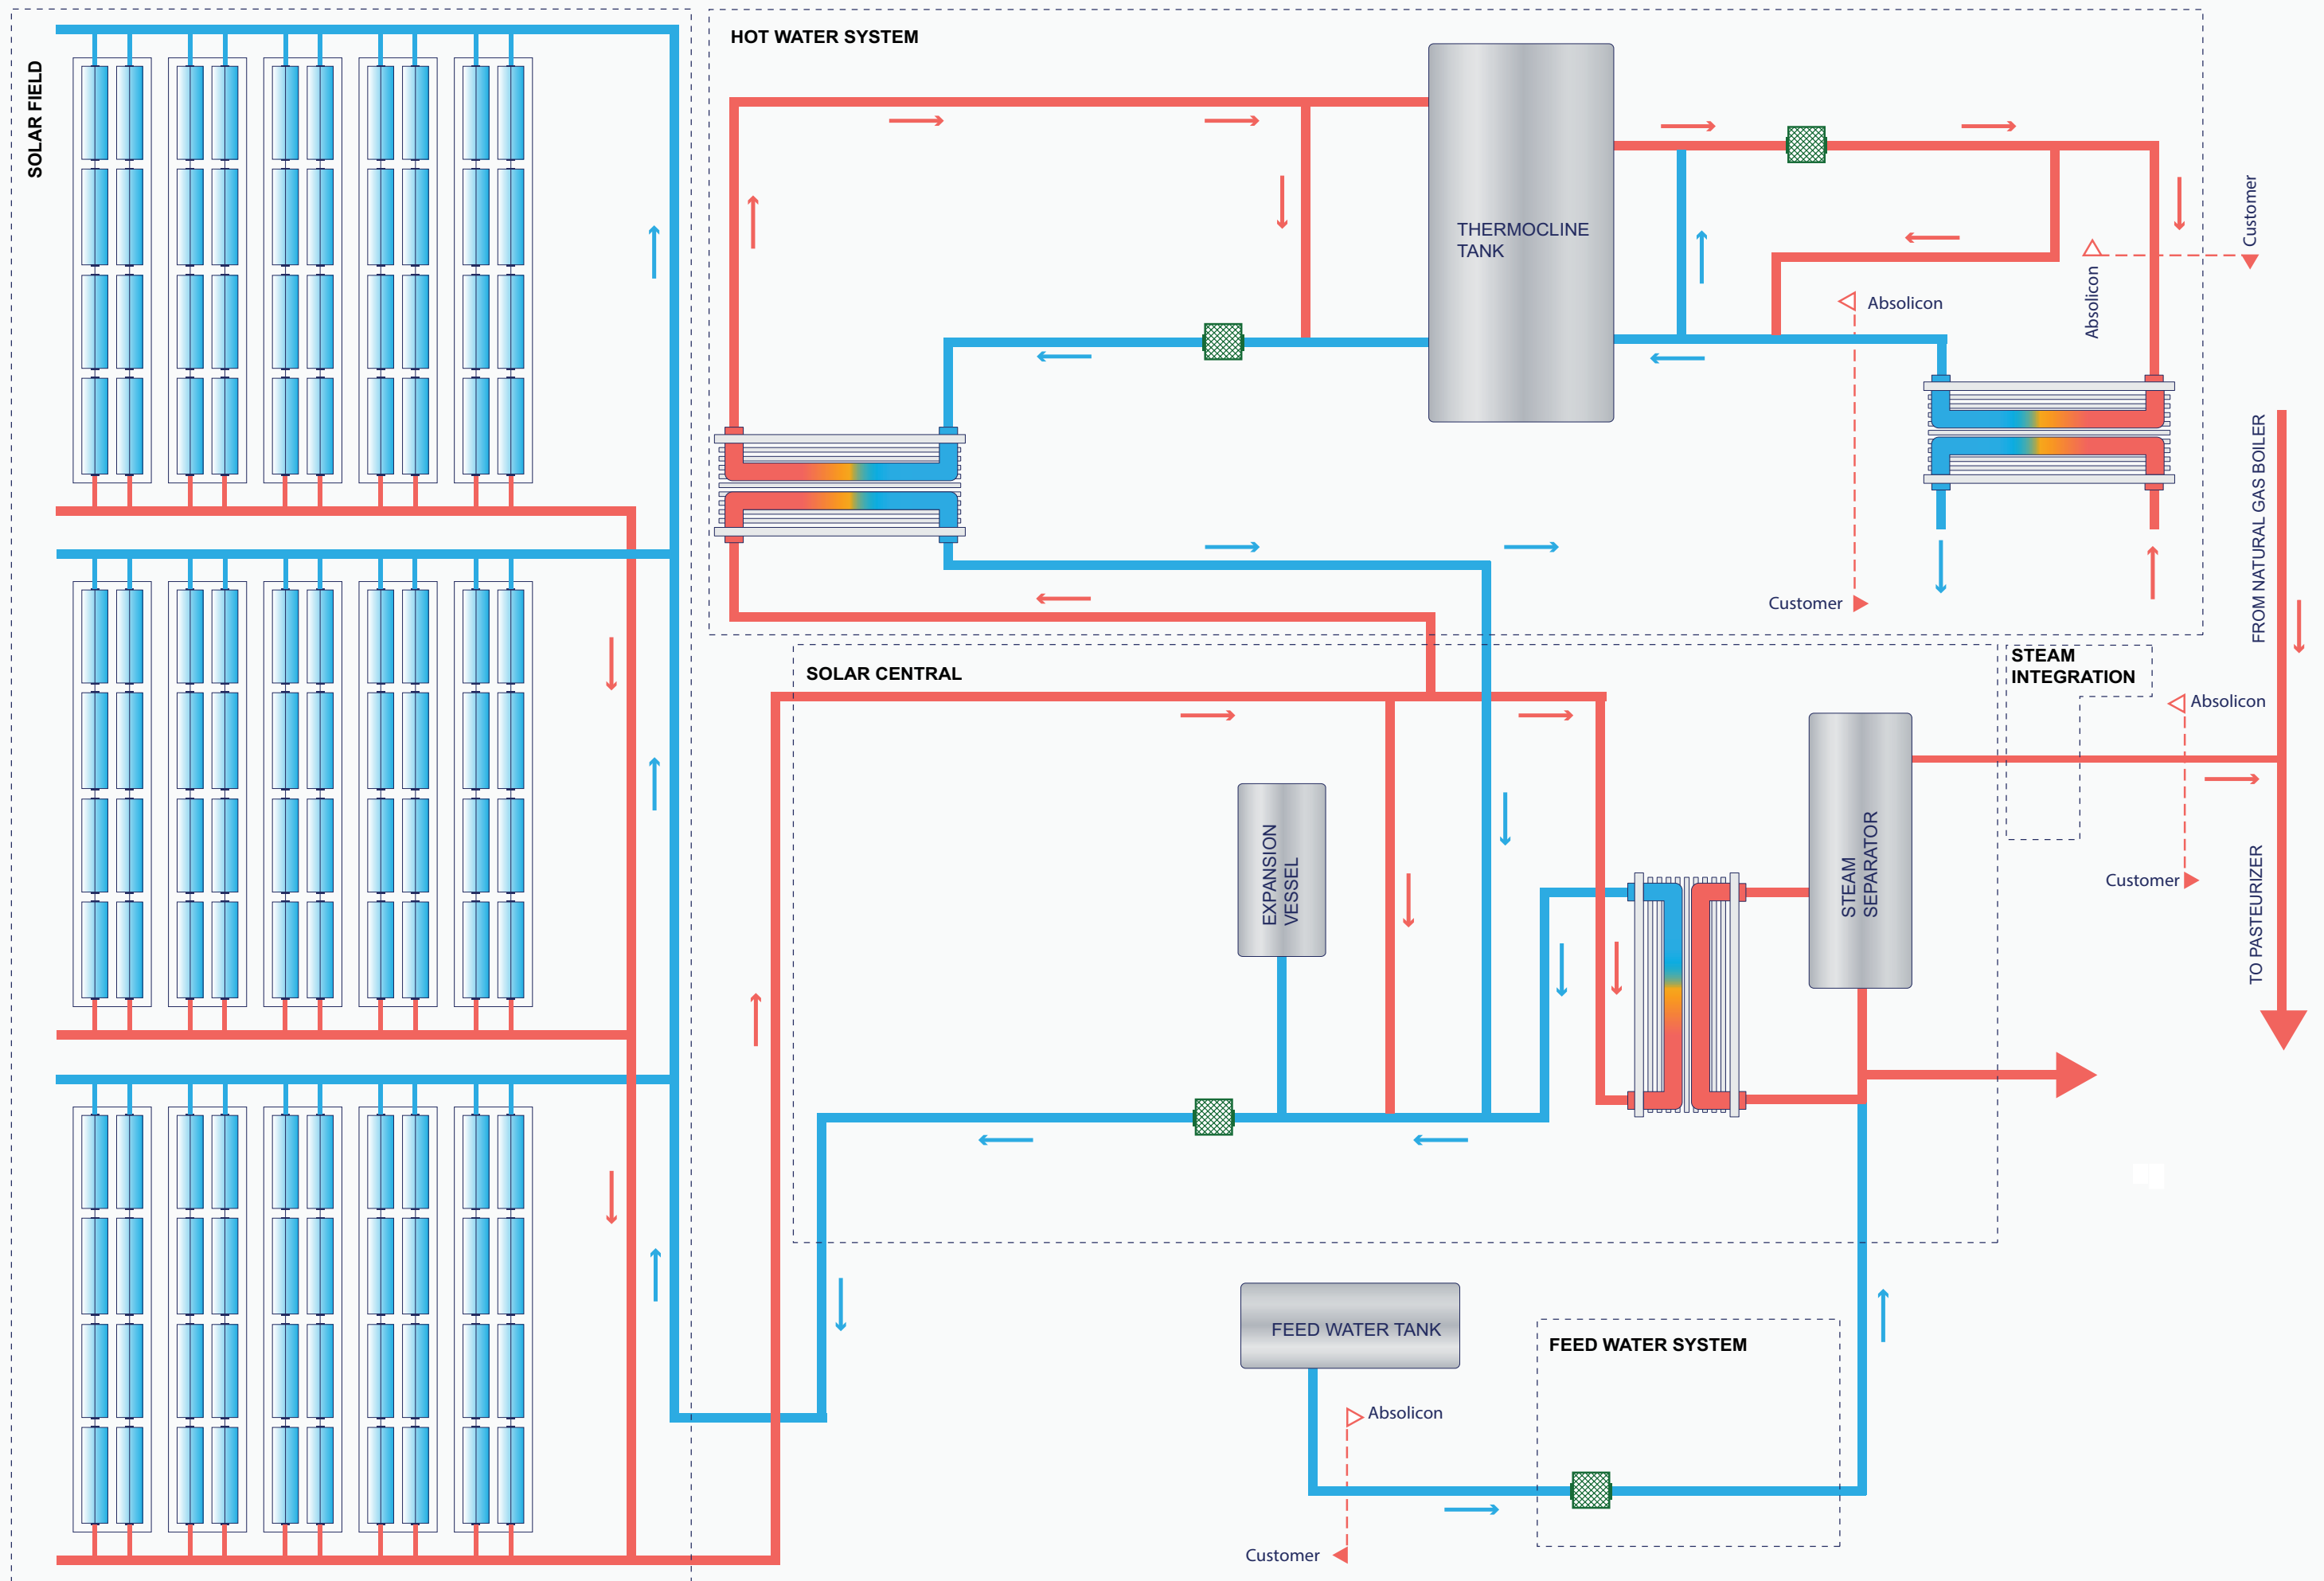 SOLAR FIELD
HOT WATER SYSTEM
THERMOCLINE
TANK
Customer
Absolicon
Absolicon
Customer
FROM NATURAL GAS BOILER
SOLAR CENTRAL
STEAM
INTEGRATION
Absolicon
Customer
EXPANSION
VESSEL
STEAM
SEPARATOR
TO PASTEURIZER
FEED WATER TANK
FEED WATER SYSTEM
Absolicon
Customer